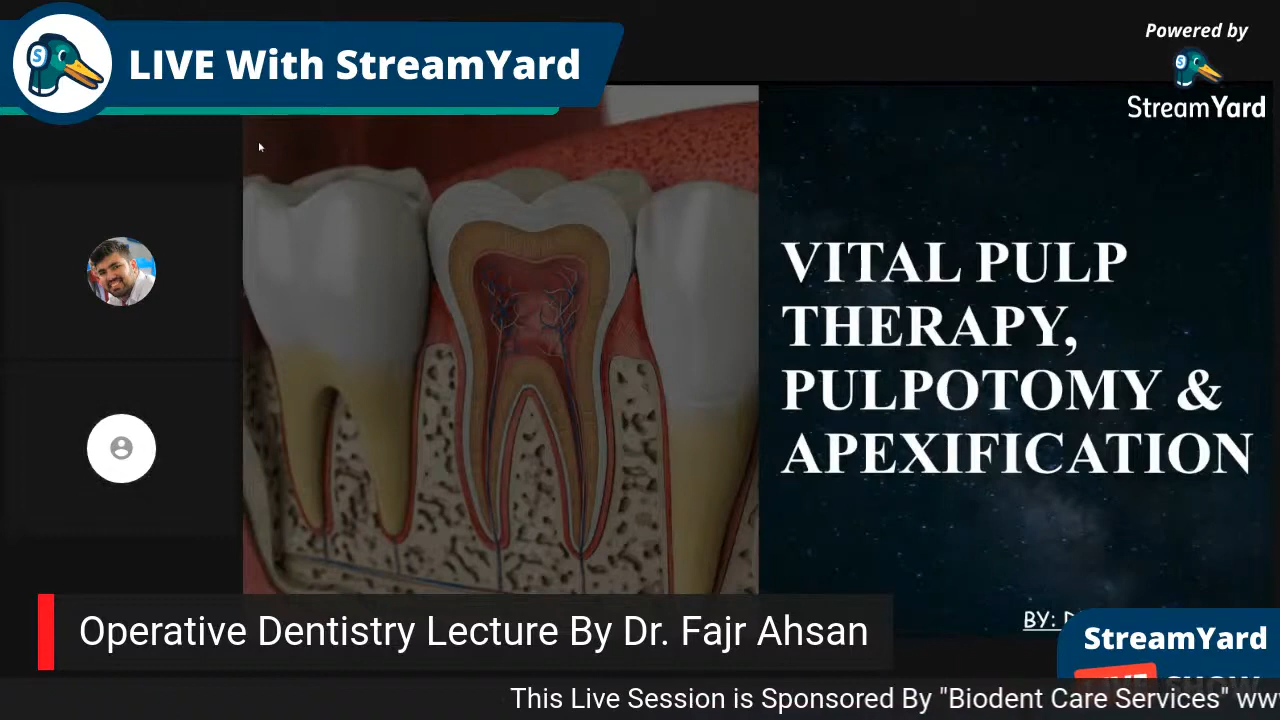 LIVE With StreamYard
Powered by
StreamYard
VITAL PULP
THERAPY,
PULPOTOMY &
APEXIFICATION
BY:
Operative Dentistry Lecture By Dr. Fajr Ahsan
StreamYard
This Live Session is Sponsored By "Biodent Care Services"